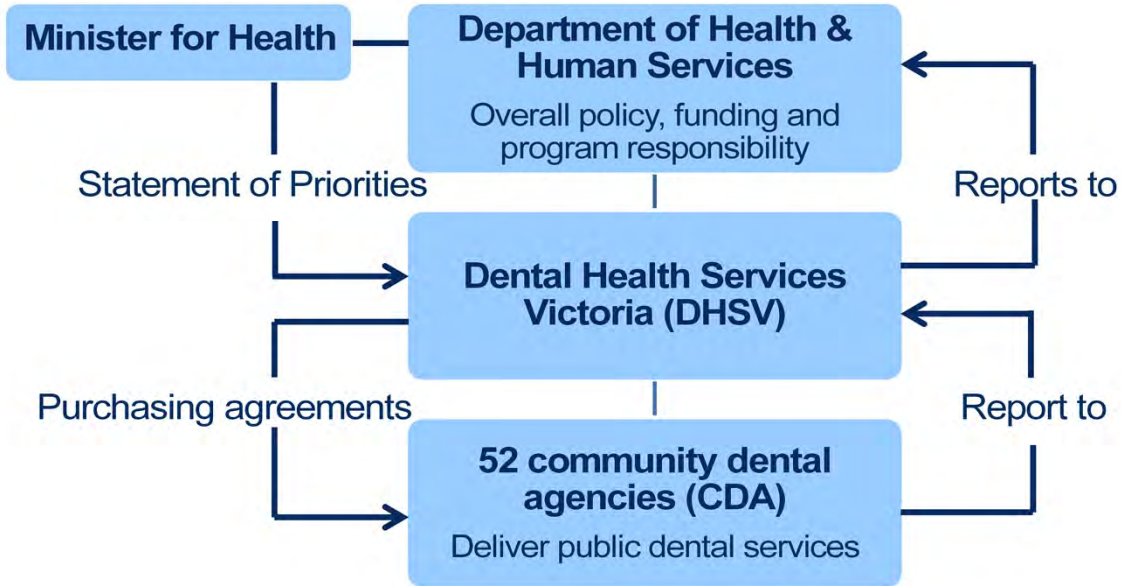 Minister for Health
Department of Health &
Human Services
Overall policy, funding and
program responsibility
Statement of Priorities
Reports to
Dental Health Services
Victoria (DHSV)
Purchasing agreements
Report to
52 community dental
agencies (CDA)
Deliver public dental services